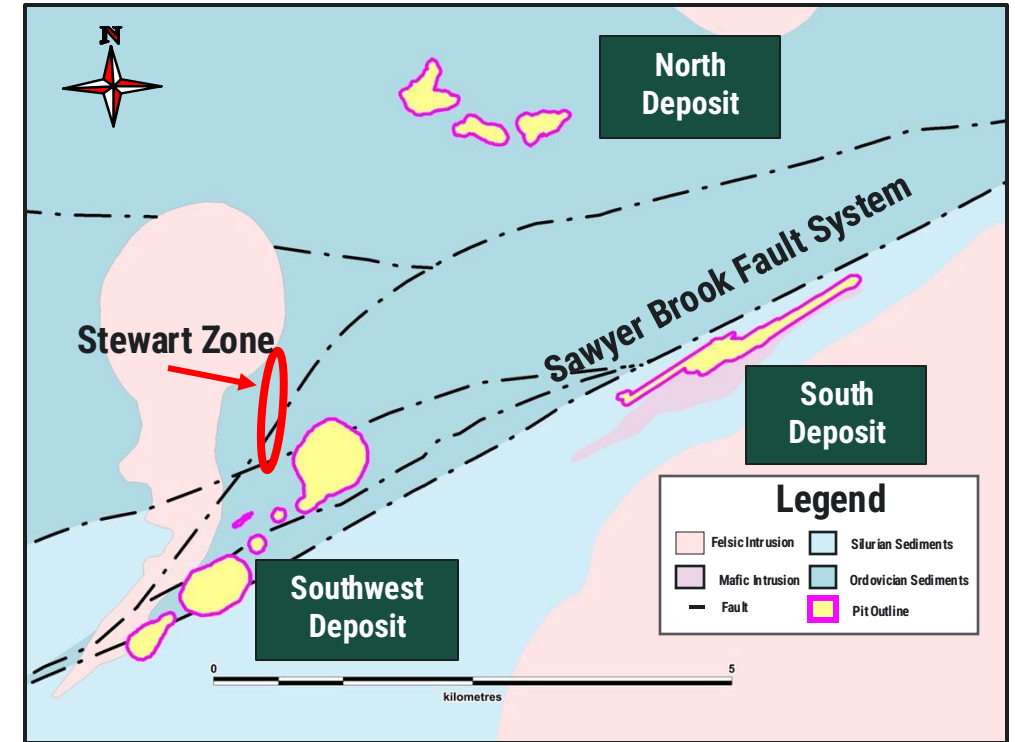 N
North
Deposit
Sawyer Brook Fault System
Stewart Zone
South
Deposit
Legend
Felsic Intrusion
Silurian Sediments
Mafic Intrusion
Ordovician Sediments
Fault
Pit Outline
Southwest
Deposit
0
5
kilometres